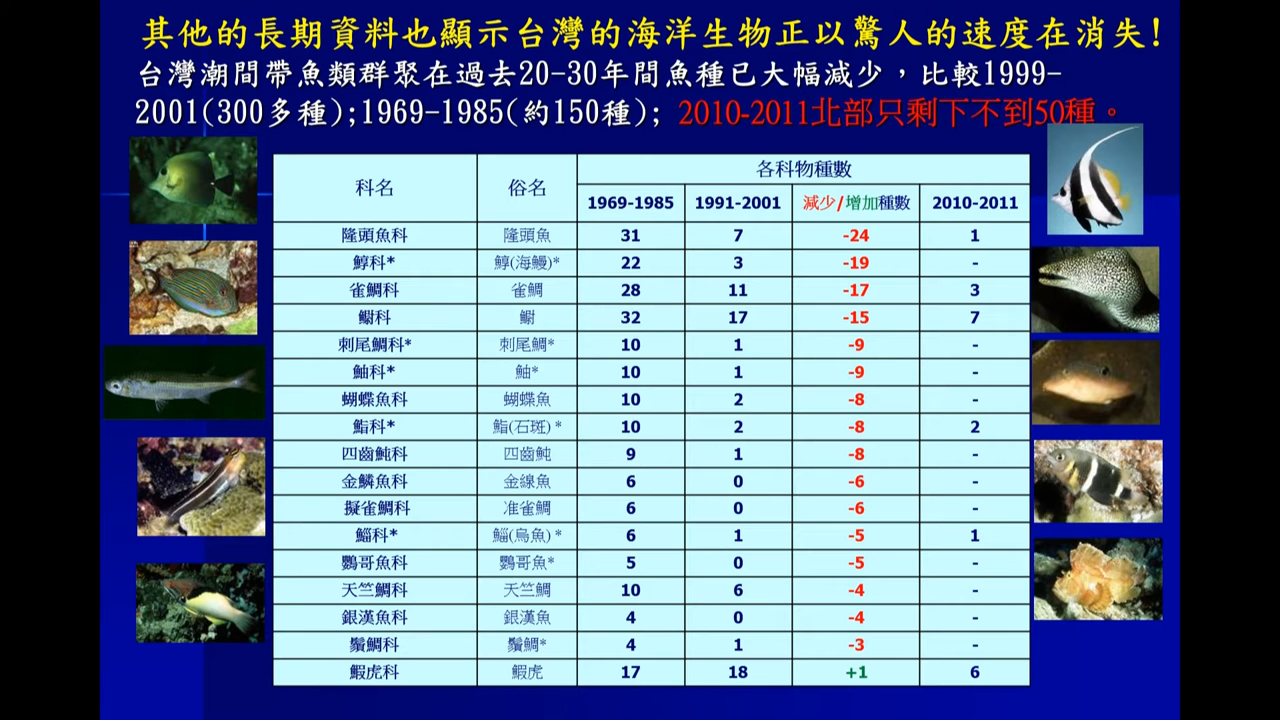 其他的長期資料也顯示台灣的海洋生物正以驚人的速度在消失!
台灣潮間帶魚類群聚在過去20-30年間魚種已大幅減少,比較1999-
2001(300多種);1969-1985(約150種); 2010-2011北部只剩下不到50種。
科名 俗名 各科物種數
1969-1985 1991-2001 減少/增加種數 2010-2011
隆頭魚科 隆頭魚 31 7 -24 1
鯙科* 鯙(海鰻)* 22 3 -19 -
雀鯛科 雀鯛 28 11 -17 3
鳚科 鳚 32 17 -15 7
刺尾鯛科* 刺尾鯛* 10 1 -9 -
鮋科* 鮋* 10 1 -9 -
蝴蝶魚科 蝴蝶魚 10 2 -8 -
鮨科* 鮨(石斑)* 10 2 -8 2
四齒魨科 四齒魨 9 1 -8 -
金鱗魚科 金線魚 6 0 -6 -
擬雀鯛科 准雀鯛 6 0 -6 -
鯔科* 鯔(烏魚)* 6 1 -5 1
鸚哥魚科 鸚哥魚* 5 0 -5 -
天竺鯛科 天竺鯛 10 6 -4 -
銀漢魚科 銀漢魚 4 0 -4 -
鬚鯛科 鬚鯛* 4 1 -3 -
鰕虎科 鰕虎 17 18 +1 6